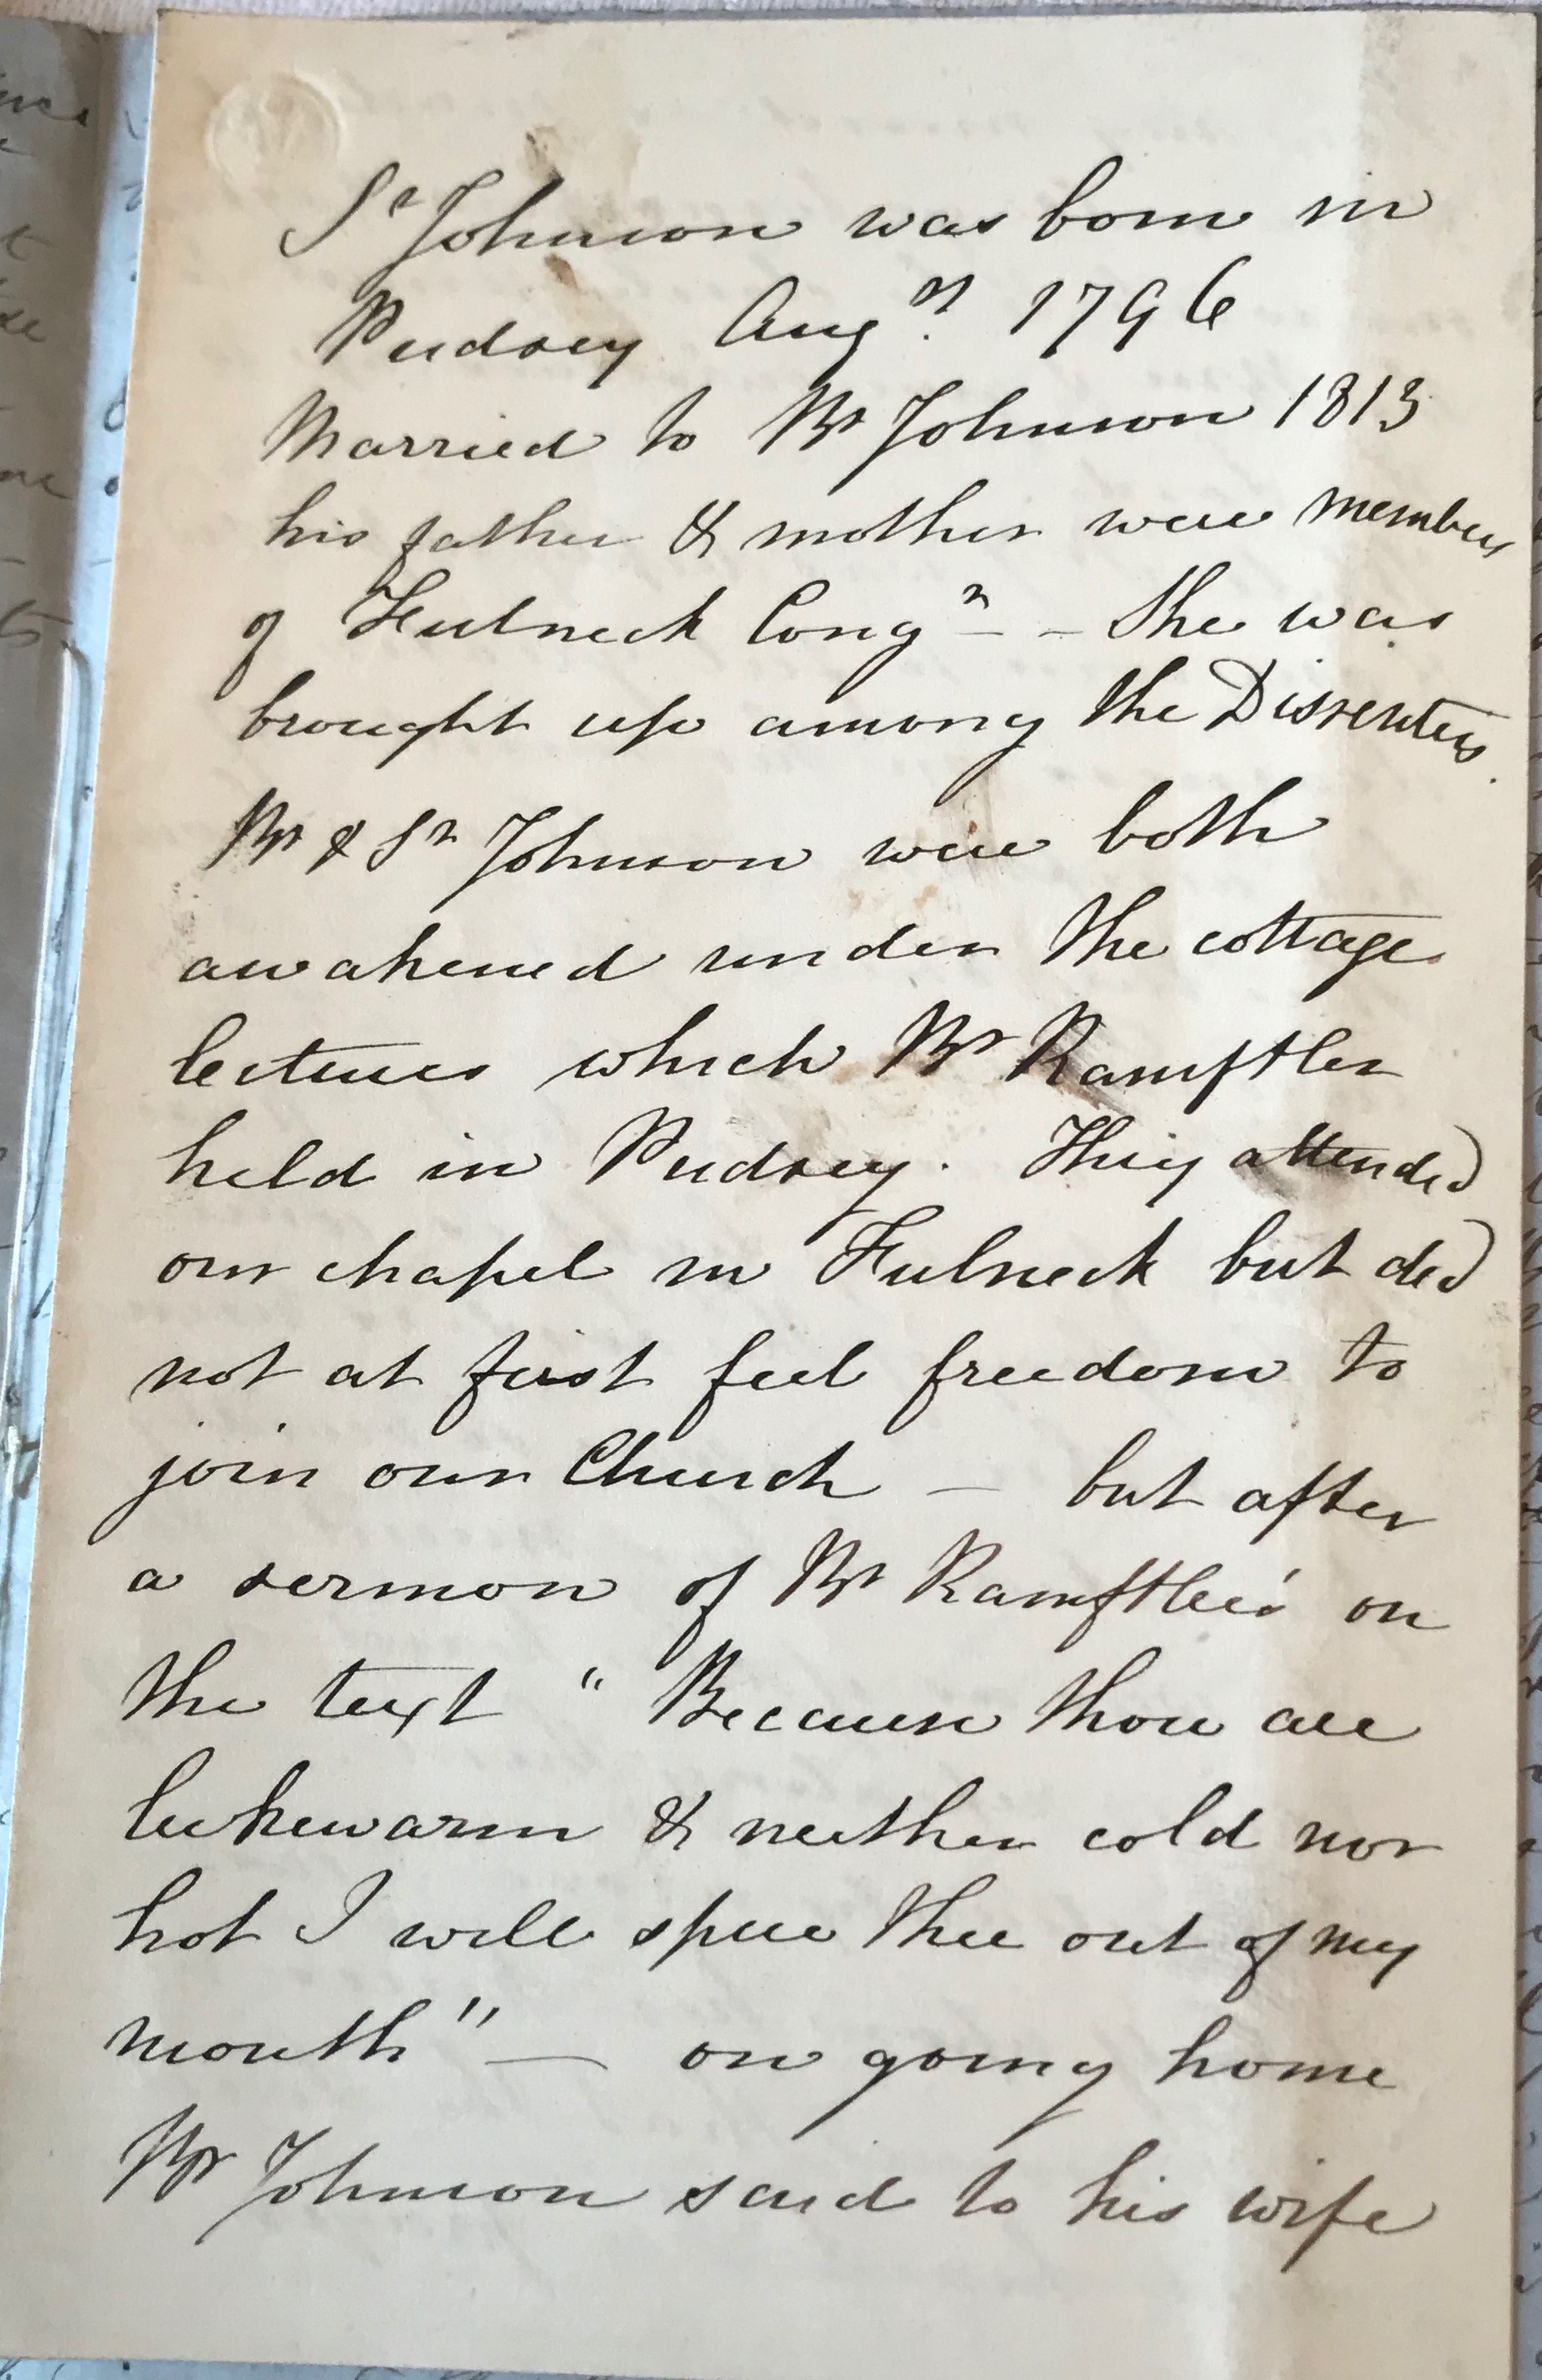 Sr Johnson was born in
Pudsey Augst. 1796
Married to Br Johnson 1813
his father & mother were members
of Fulneck Congn - - She was
brought up among the Dissenters.
Br & Sr Johnson were both
awakened under the cottage
lectures which Br Ramftler
held in Pudsey. They attended
our chapel in Fulneck but did
not at first feel freedom to
join our Church — but after
a sermon of Br Ramftler's on
the text " Because thou are
lukewarm & neither cold nor
hot I will spue thee out of my
mouth" — on going home
Br Johnson said to his wife